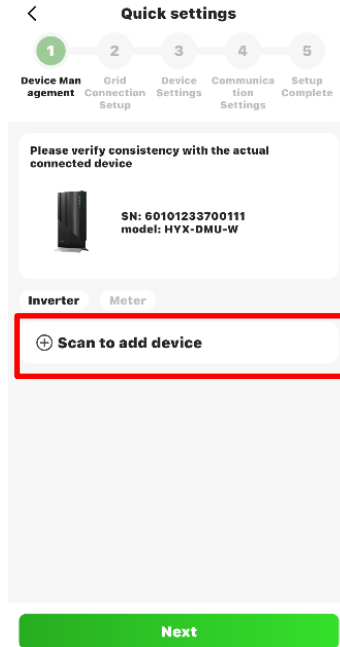 Quick settings
1 2 3 4 5
Device Man Grid Device Communica Setup
agement Connection Settings tion Complete
Setup Settings
Please verify consistency with the actual
connected device
SN: 60101233700111
model: HYX-DMU-W
Inverter Meter
Scan to add device
Next